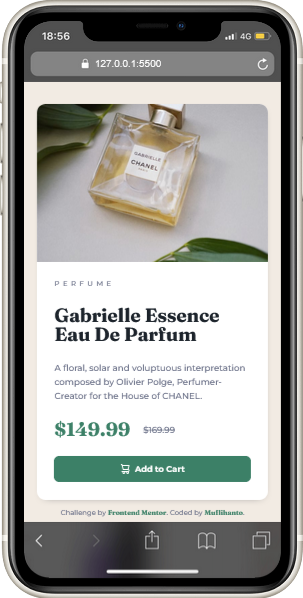 18:56
4G
127.0.0.1:5500
GABRIELLE
CHANEL
PERFUME
Gabrielle Essence
Eau De Parfum
A floral, solar and voluptuous interpretation
composed by Olivier Polge, Perfumer-
Creator for the House of CHANEL.
$149.99 $169.99
Add to Cart
Challenge by Frontend Mentor. Coded by Muflihanto.